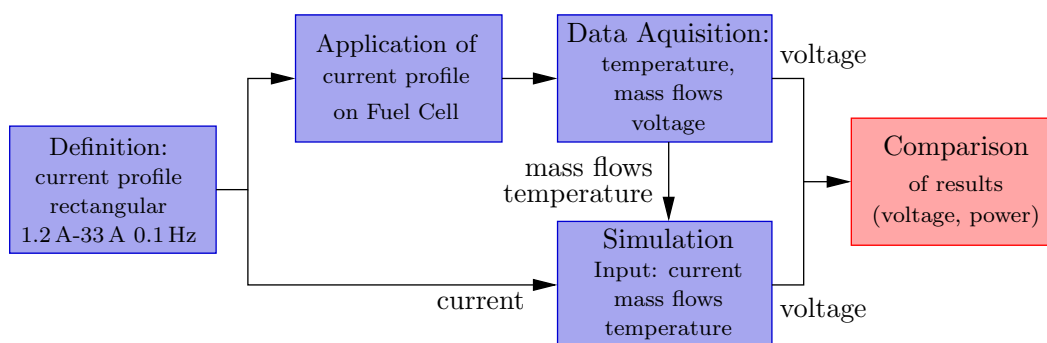 Definition:
current profile
rectangular
1.2 A-33 A 0.1 Hz
Application of
current profile
on Fuel Cell
Data Aquisition:
temperature,
mass flows
voltage
voltage
mass flows
temperature
current
Simulation
Input: current
mass flows
temperature
voltage
Comparison
of results
(voltage, power)